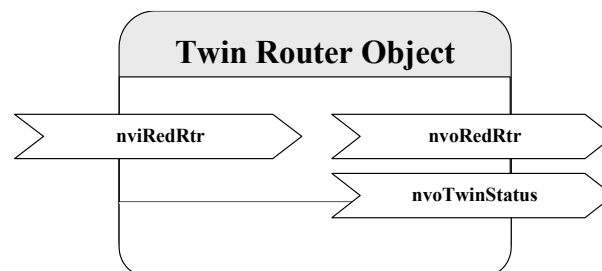 Twin Router Object
nviRedRtr
nvoRedRtr
nvoTwinStatus